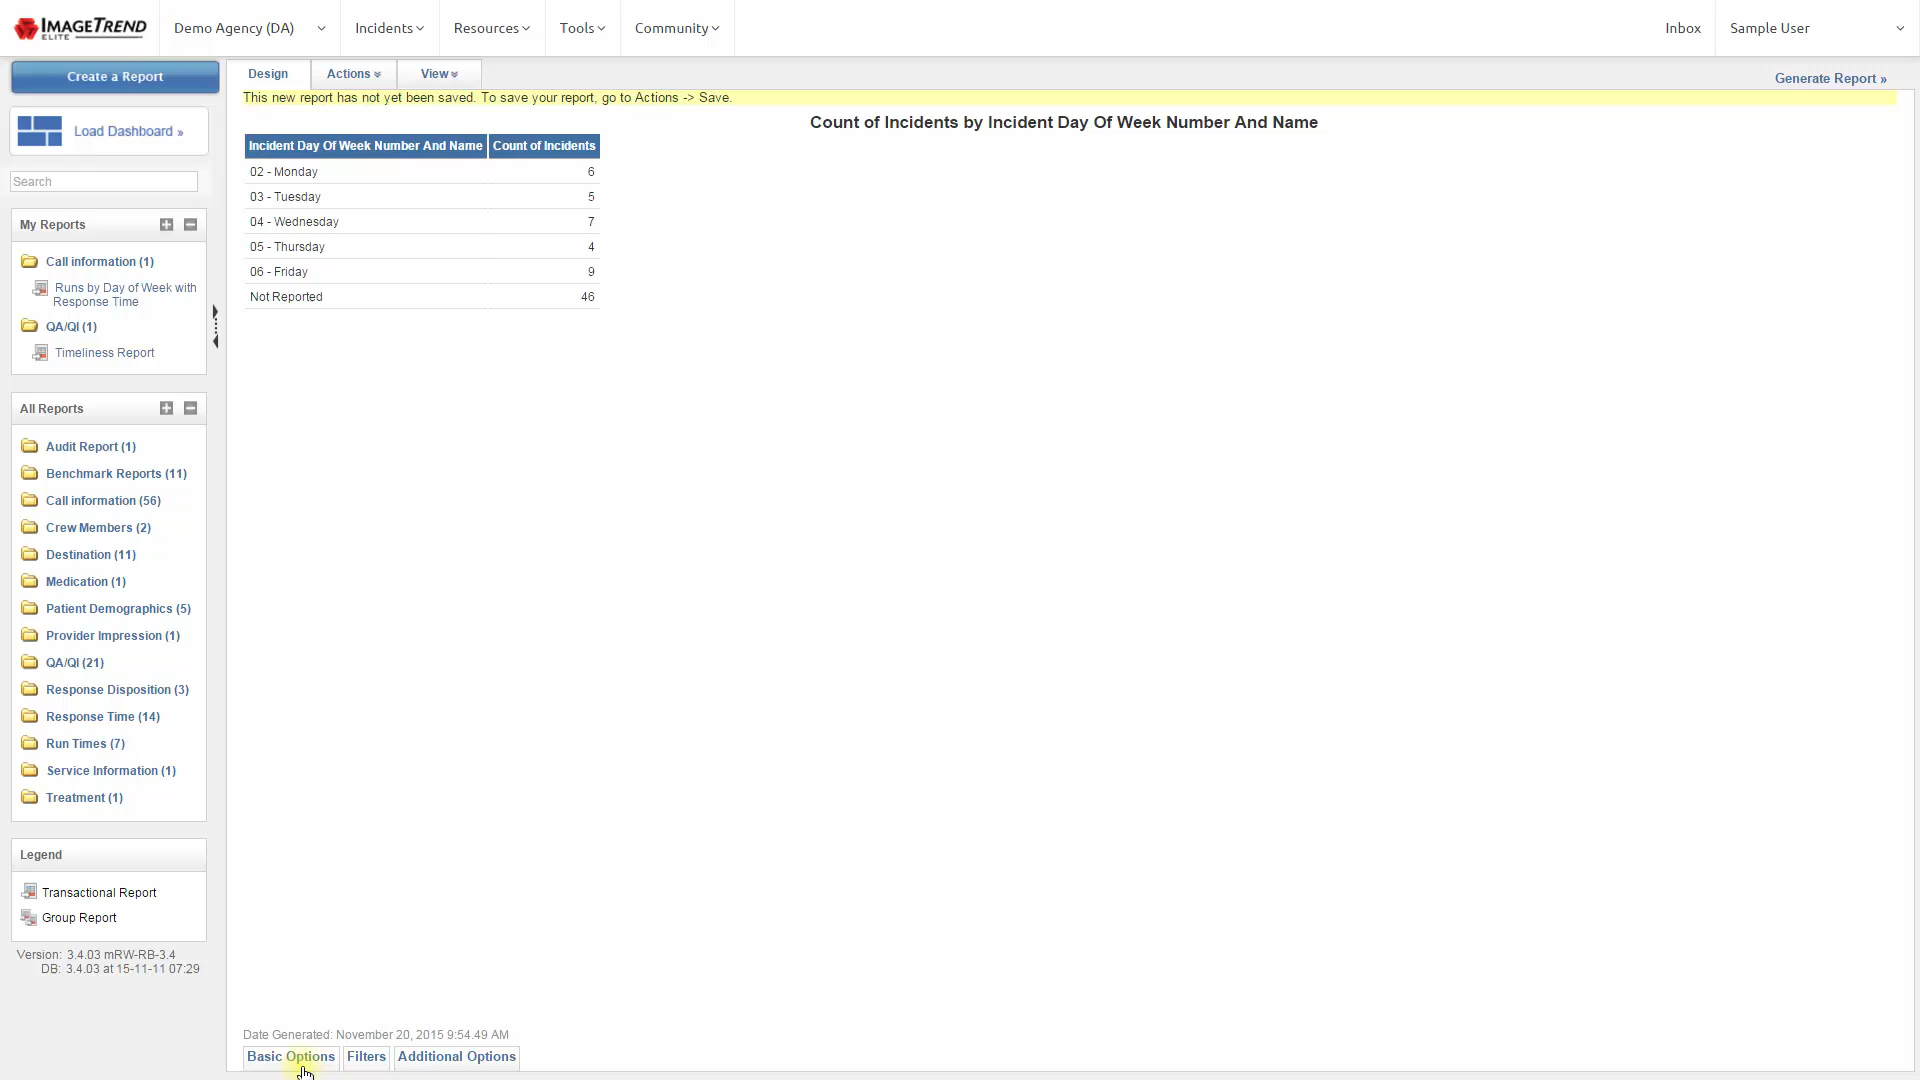 IMAGETREND
ELITE
Demo Agency (DA)
Incidents
Resources
Tools
Community
Inbox
Sample User
Create a Report
Load Dashboard »
Search
My Reports
Call information (1)
Runs by Day of Week with
Response Time
QA/QI (1)
Timeliness Report
All Reports
Audit Report (1)
Benchmark Reports (11)
Call information (56)
Crew Members (2)
Destination (11)
Medication (1)
Patient Demographics (5)
Provider Impression (1)
QA/QI (21)
Response Disposition (3)
Response Time (14)
Run Times (7)
Service Information (1)
Treatment (1)
Legend
Transactional Report
Group Report
Version: 3.4.03 mRW-RB-3.4
DB: 3.4.03 at 15-11-11 07:29
Design
Actions
View
Generate Report »
This new report has not yet been saved. To save your report, go to Actions -> Save.
Count of Incidents by Incident Day Of Week Number And Name
Incident Day Of Week Number And Name Count of Incidents
02 - Monday 6
03 - Tuesday 5
04 - Wednesday 7
05 - Thursday 4
06 - Friday 9
Not Reported 46
Date Generated: November 20, 2015 9:54.49 AM
Basic Options Filters Additional Options